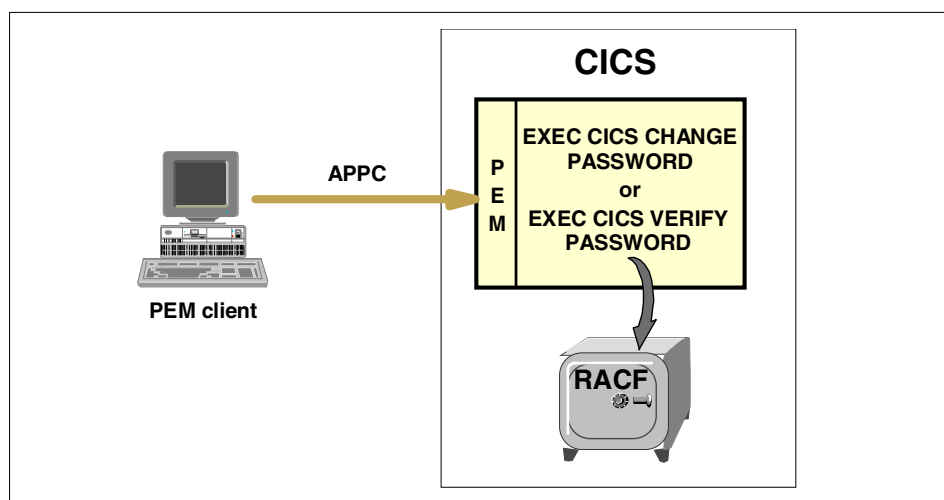 CICS
APPC
PEM client
P
E
M
EXEC CICS CHANGE
PASSWORD
or
EXEC CICS VERIFY
PASSWORD
RACF